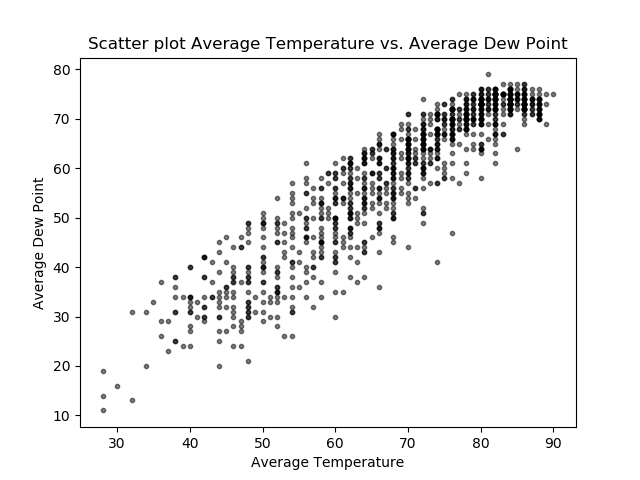 Scatter plot Average Temperature vs. Average Dew Point
80
70
60
50
40
30
20
10
Average Dew Point
30 40 50 60 70 80 90
Average Temperature